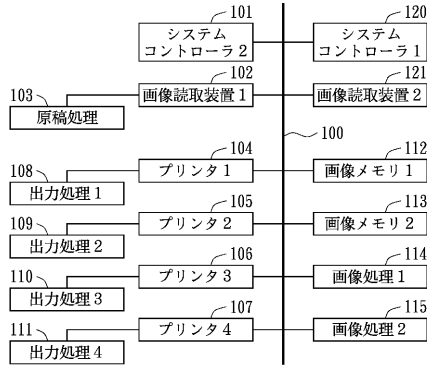 101
システム
コントローラ2
120
システム
コントローラ1
102
画像読取装置1
121
画像読取装置2
103
原稿処理
100
104
プリンタ1
112
画像メモリ1
108
出力処理1
105
プリンタ2
113
画像メモリ2
109
出力処理2
106
プリンタ3
114
画像処理1
110
出力処理3
107
プリンタ4
115
画像処理2
111
出力処理4